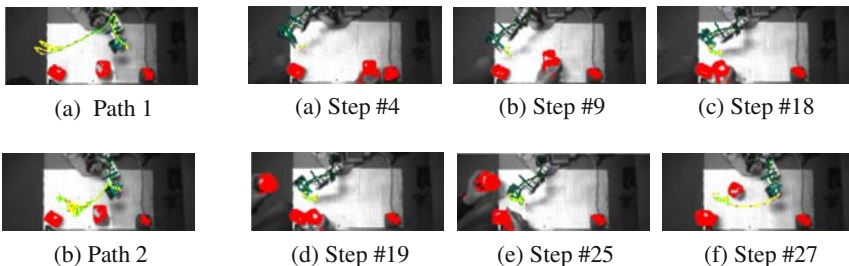 (a) Path 1
(a) Step #4
(b) Step #9
(c) Step #18
(b) Path 2
(d) Step #19
(e) Step #25
(f) Step #27